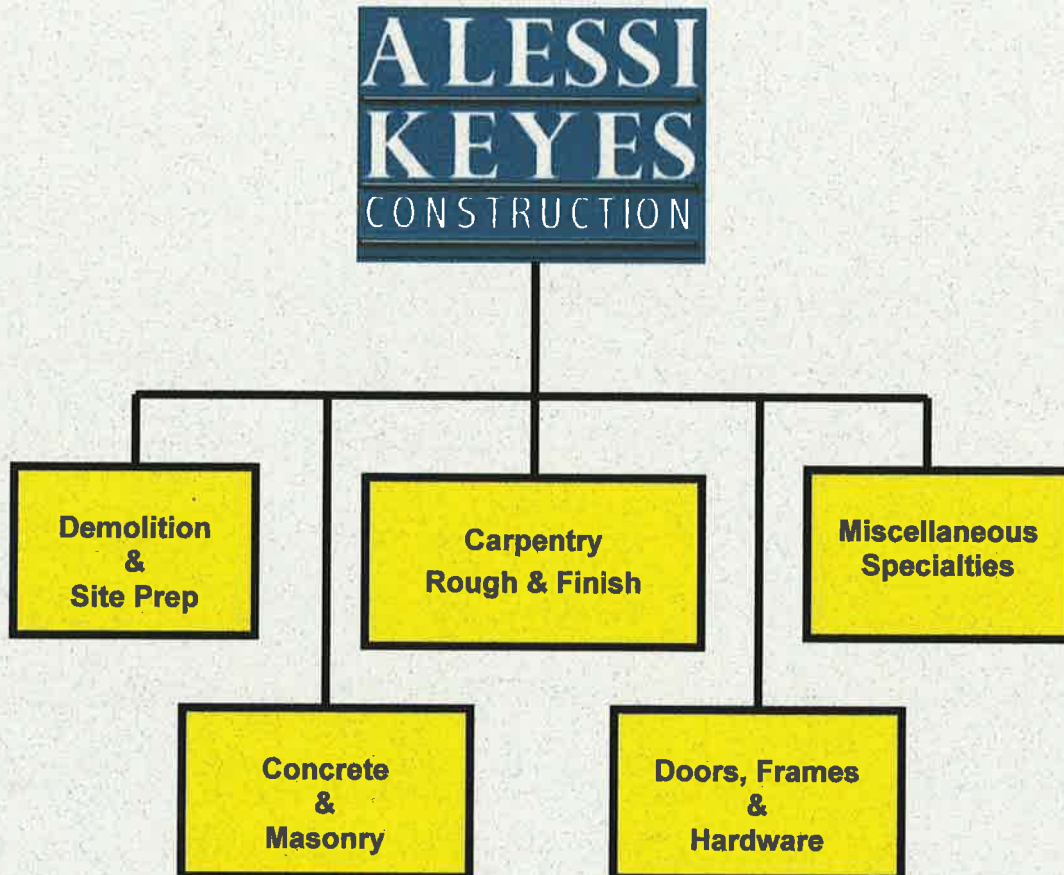 ALESSI
KEYES
CONSTRUCTION
Demolition
&
Site Prep
Carpentry
Rough & Finish
Miscellaneous
Specialties
Concrete
&
Masonry
Doors, Frames
&
Hardware